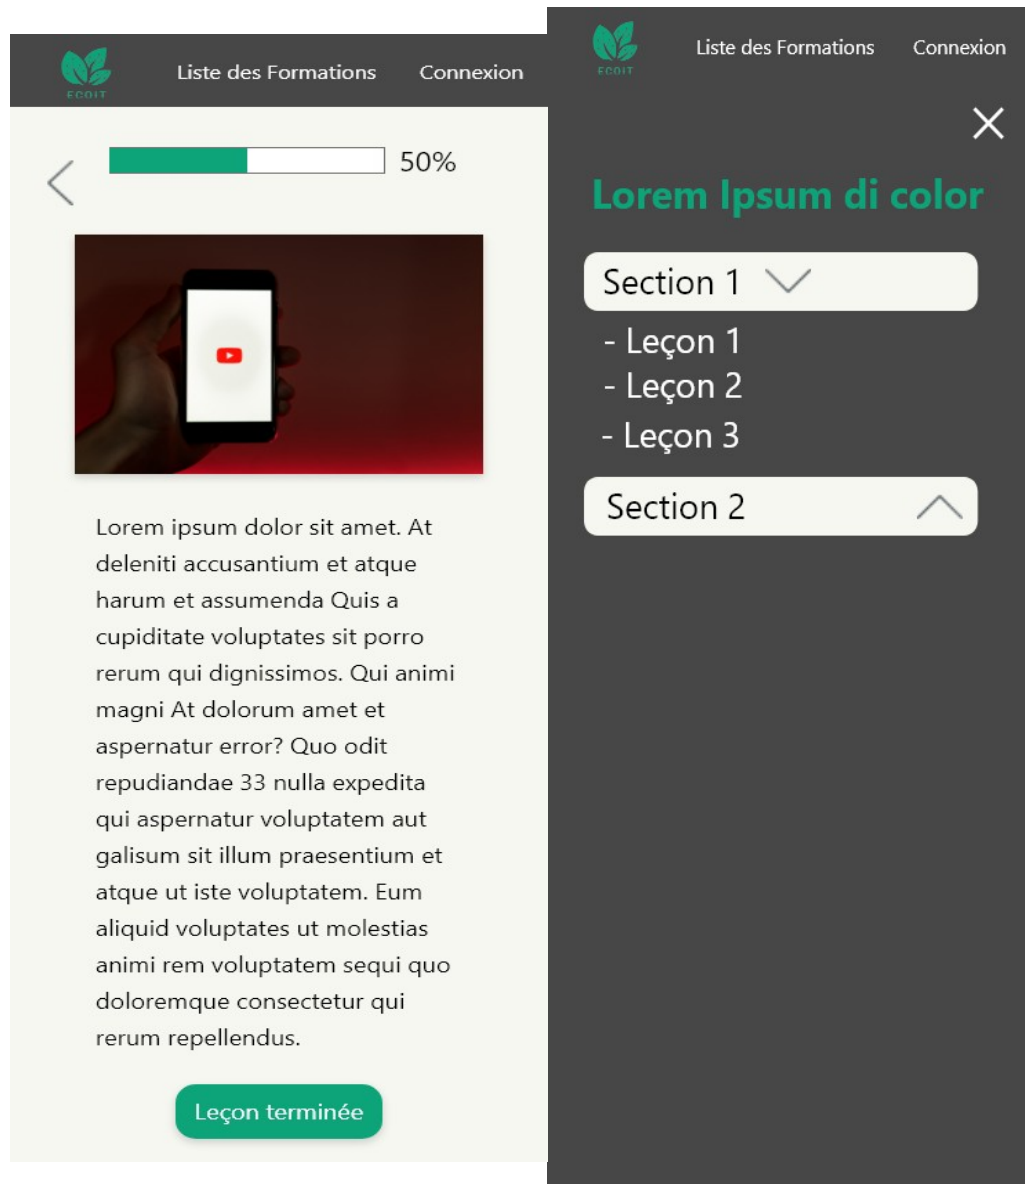 ECOIT
Liste des Formations
Connexion
50%
Lorem ipsum dolor sit amet. At
deleniti accusantium et atque
harum et assumenda Quis a
cupiditate voluptates sit porro
rerum qui dignissimos. Qui animi
magni At dolorum amet et
aspernatur error? Quo odit
repudiandae 33 nulla expedita
qui aspernatur voluptatem aut
galisum sit illum praesentium et
atque ut iste voluptatem. Eum
aliquid voluptates ut molestias
animi rem voluptatem sequi quo
doloremque consectetur qui
rerum repellendus.
Leçon terminée
ECOIT
Liste des Formations
Connexion
Lorem Ipsum di color
Section 1
- Leçon 1
- Leçon 2
- Leçon 3
Section 2